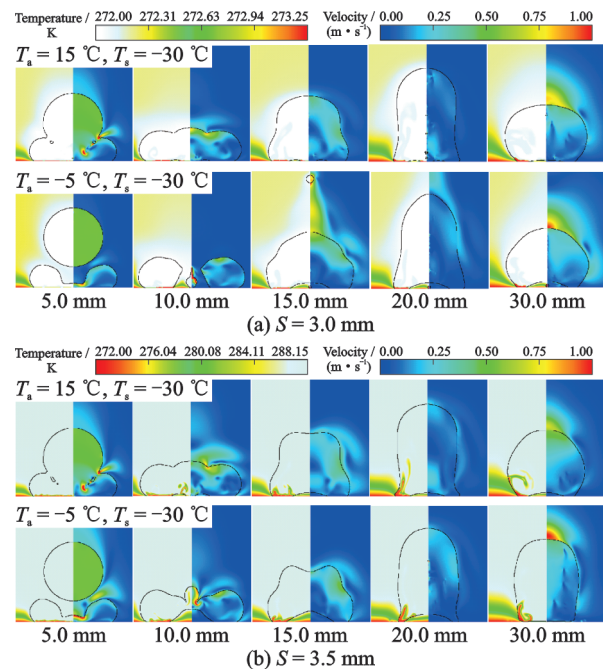 Temperature / K 272.00 272.31 272.63 272.94 273.25 Velocity / (m • s⁻¹) 0.00 0.25 0.50 0.75 1.00
Tₐ = 15 ℃, Tₛ = −30 ℃
Tₐ = −5 ℃, Tₛ = −30 ℃
5.0 mm 10.0 mm 15.0 mm 20.0 mm 30.0 mm
(a) S = 3.0 mm
Temperature / K 272.00 276.04 280.08 284.11 288.15 Velocity / (m • s⁻¹) 0.00 0.25 0.50 0.75 1.00
Tₐ = 15 ℃, Tₛ = −30 ℃
Tₐ = −5 ℃, Tₛ = −30 ℃
5.0 mm 10.0 mm 15.0 mm 20.0 mm 30.0 mm
(b) S = 3.5 mm